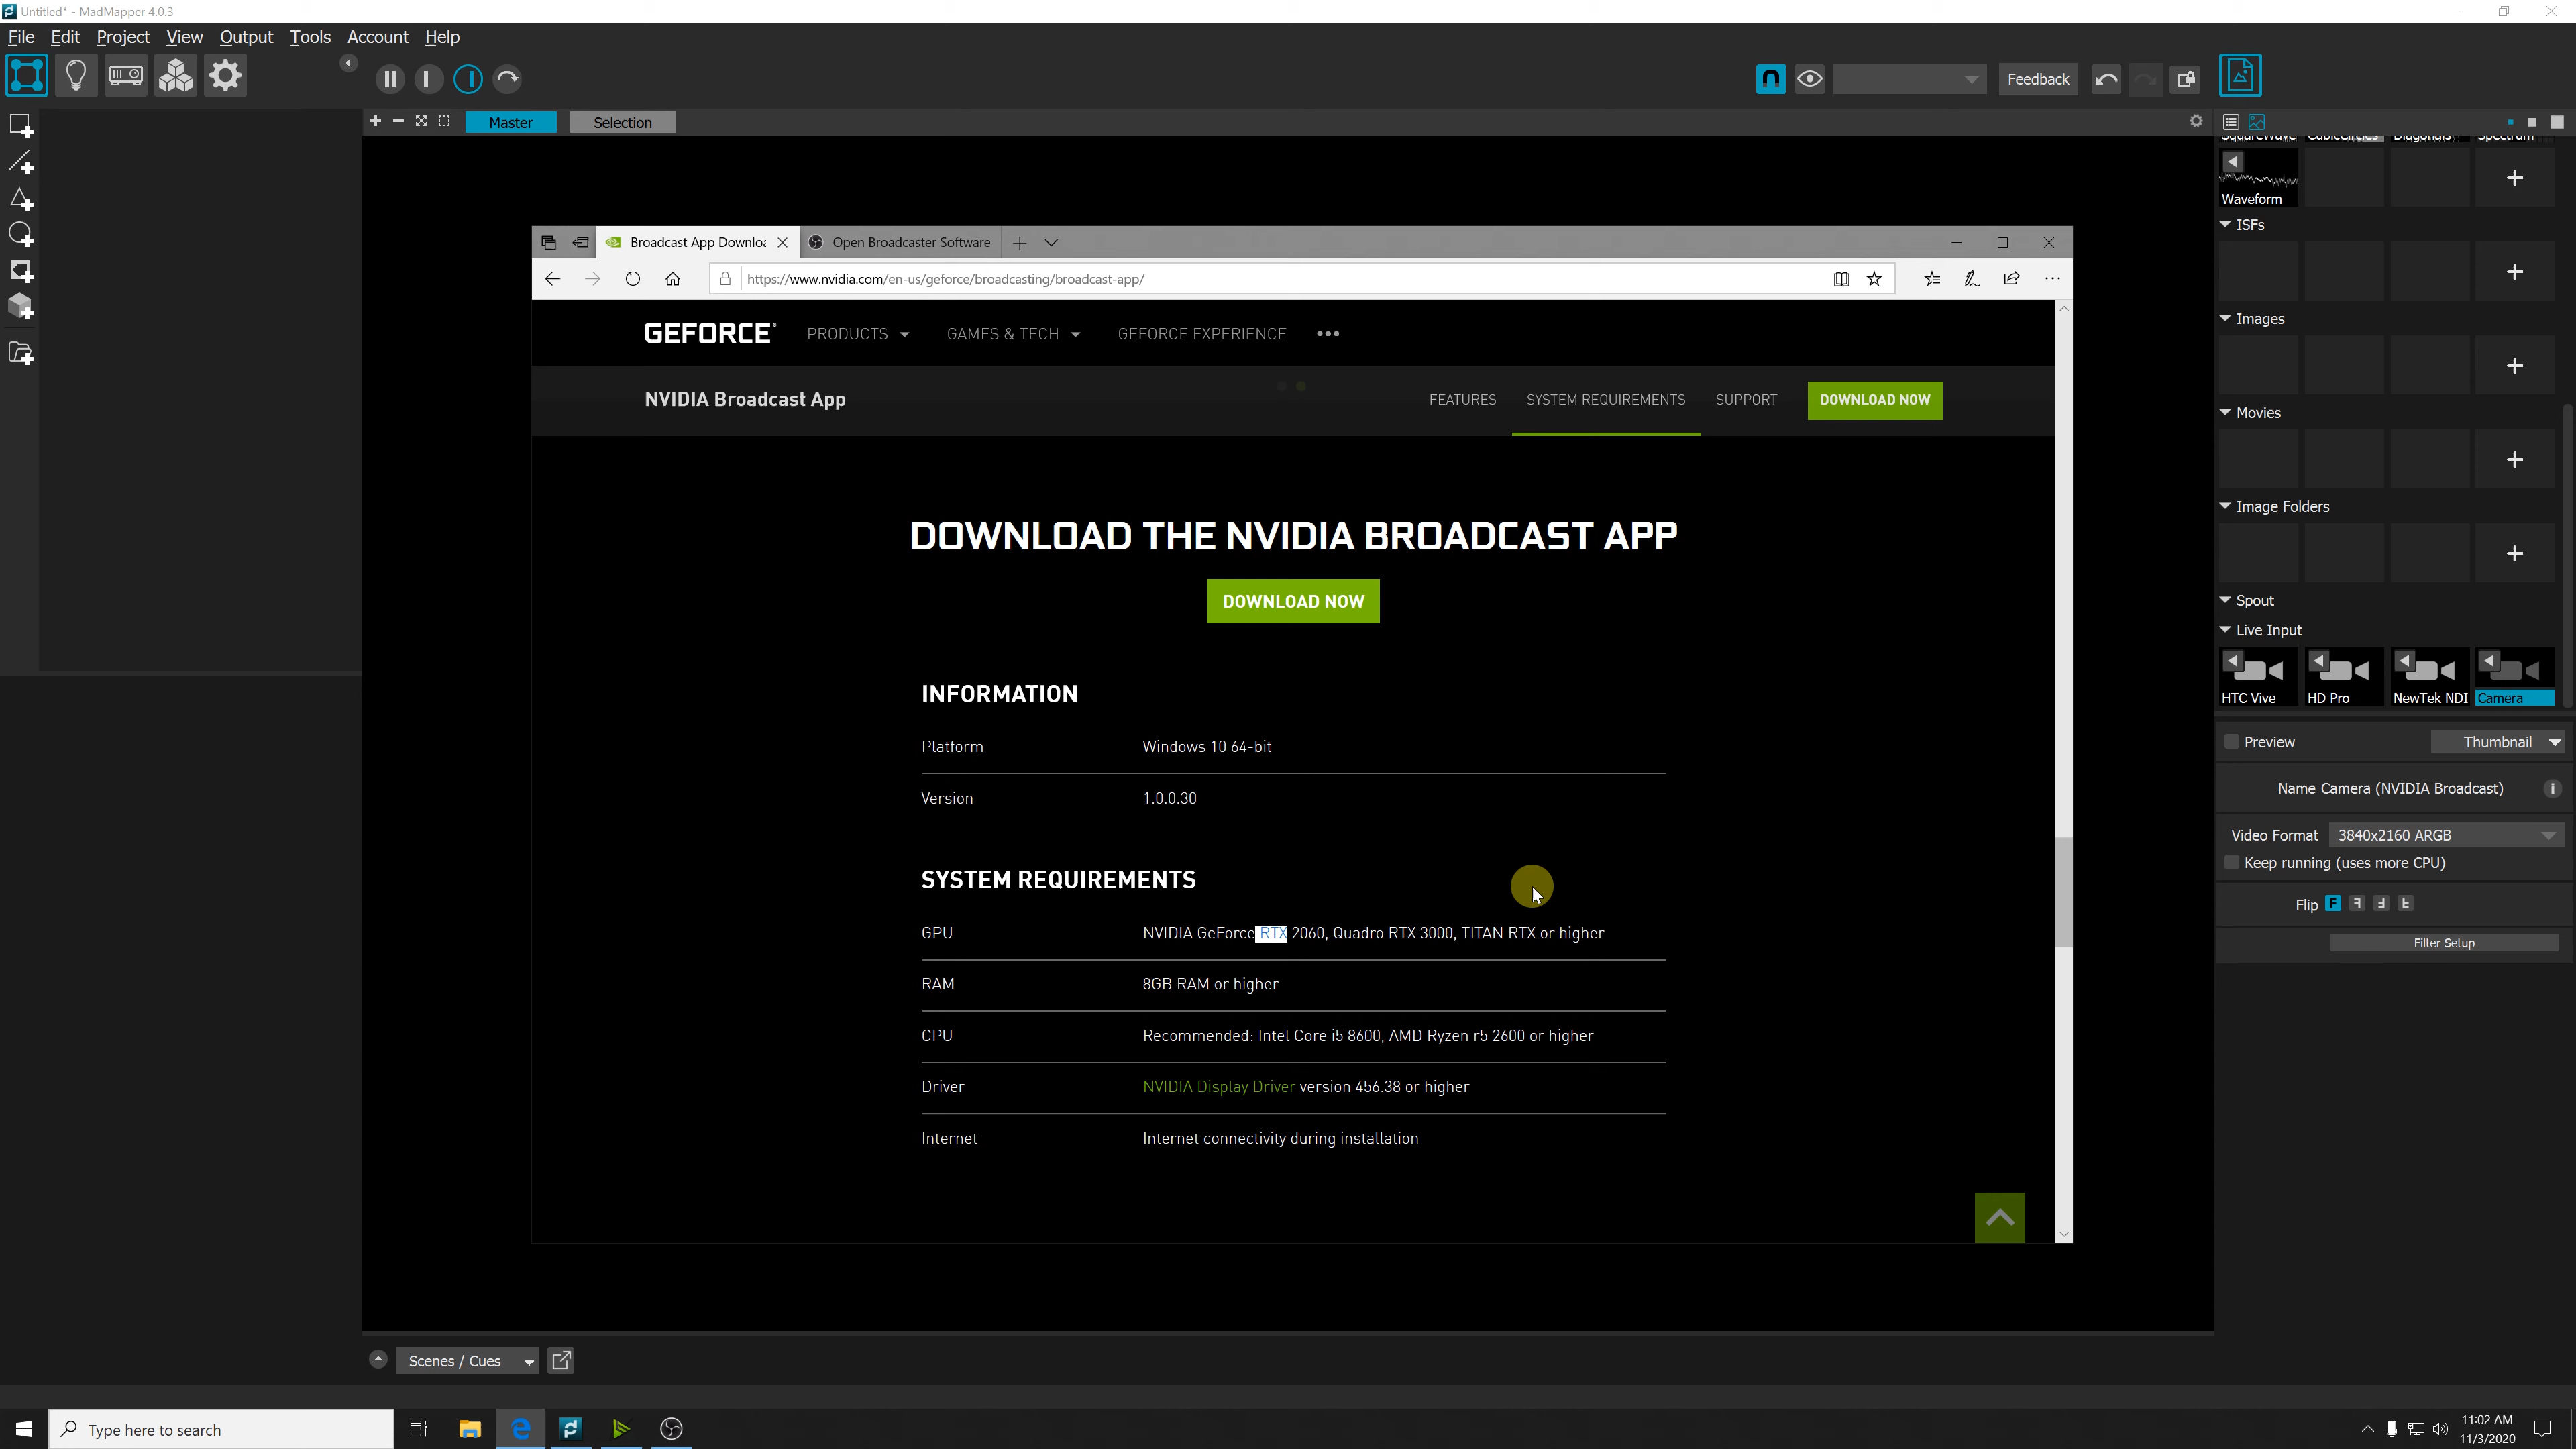 Untitled* - MadMapper 4.0.3
File Edit Project View Output Tools Account Help
Feedback
Master Selection
SquareWave CubicCircles Diagonals Spectrum
Waveform
ISFs
Images
Movies
Image Folders
Spout
Live Input
HTC Vive HD Pro NewTek NDI Camera
Preview Thumbnail
Name Camera (NVIDIA Broadcast)
Video Format 3840x2160 ARGB
Keep running (uses more CPU)
Flip F
Filter Setup
Broadcast App Downloa Open Broadcaster Software
https://www.nvidia.com/en-us/geforce/broadcasting/broadcast-app/
GEFORCE PRODUCTS GAMES & TECH GEFORCE EXPERIENCE
NVIDIA Broadcast App FEATURES SYSTEM REQUIREMENTS SUPPORT DOWNLOAD NOW
DOWNLOAD THE NVIDIA BROADCAST APP
DOWNLOAD NOW
INFORMATION
Platform Windows 10 64-bit
Version 1.0.0.30
SYSTEM REQUIREMENTS
GPU NVIDIA GeForce RTX 2060, Quadro RTX 3000, TITAN RTX or higher
RAM 8GB RAM or higher
CPU Recommended: Intel Core i5 8600, AMD Ryzen r5 2600 or higher
Driver NVIDIA Display Driver version 456.38 or higher
Internet Internet connectivity during installation
Scenes / Cues
Type here to search
11:02 AM
11/3/2020